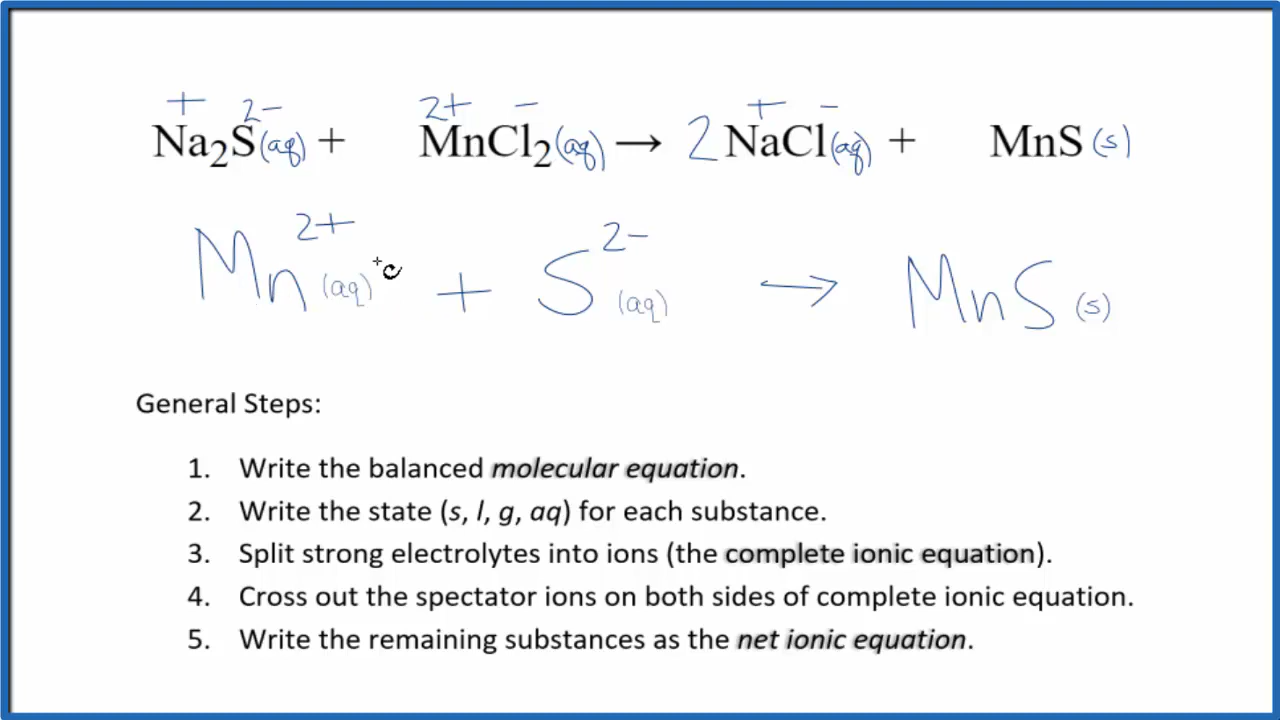 + 2− 2+ − + −
Na₂S(aq) + MnCl₂(aq) → 2 NaCl(aq) + MnS(s)
Mn²⁺(aq) + S²⁻(aq) → MnS(s)
General Steps:
1. Write the balanced molecular equation.
2. Write the state (s, l, g, aq) for each substance.
3. Split strong electrolytes into ions (the complete ionic equation).
4. Cross out the spectator ions on both sides of complete ionic equation.
5. Write the remaining substances as the net ionic equation.